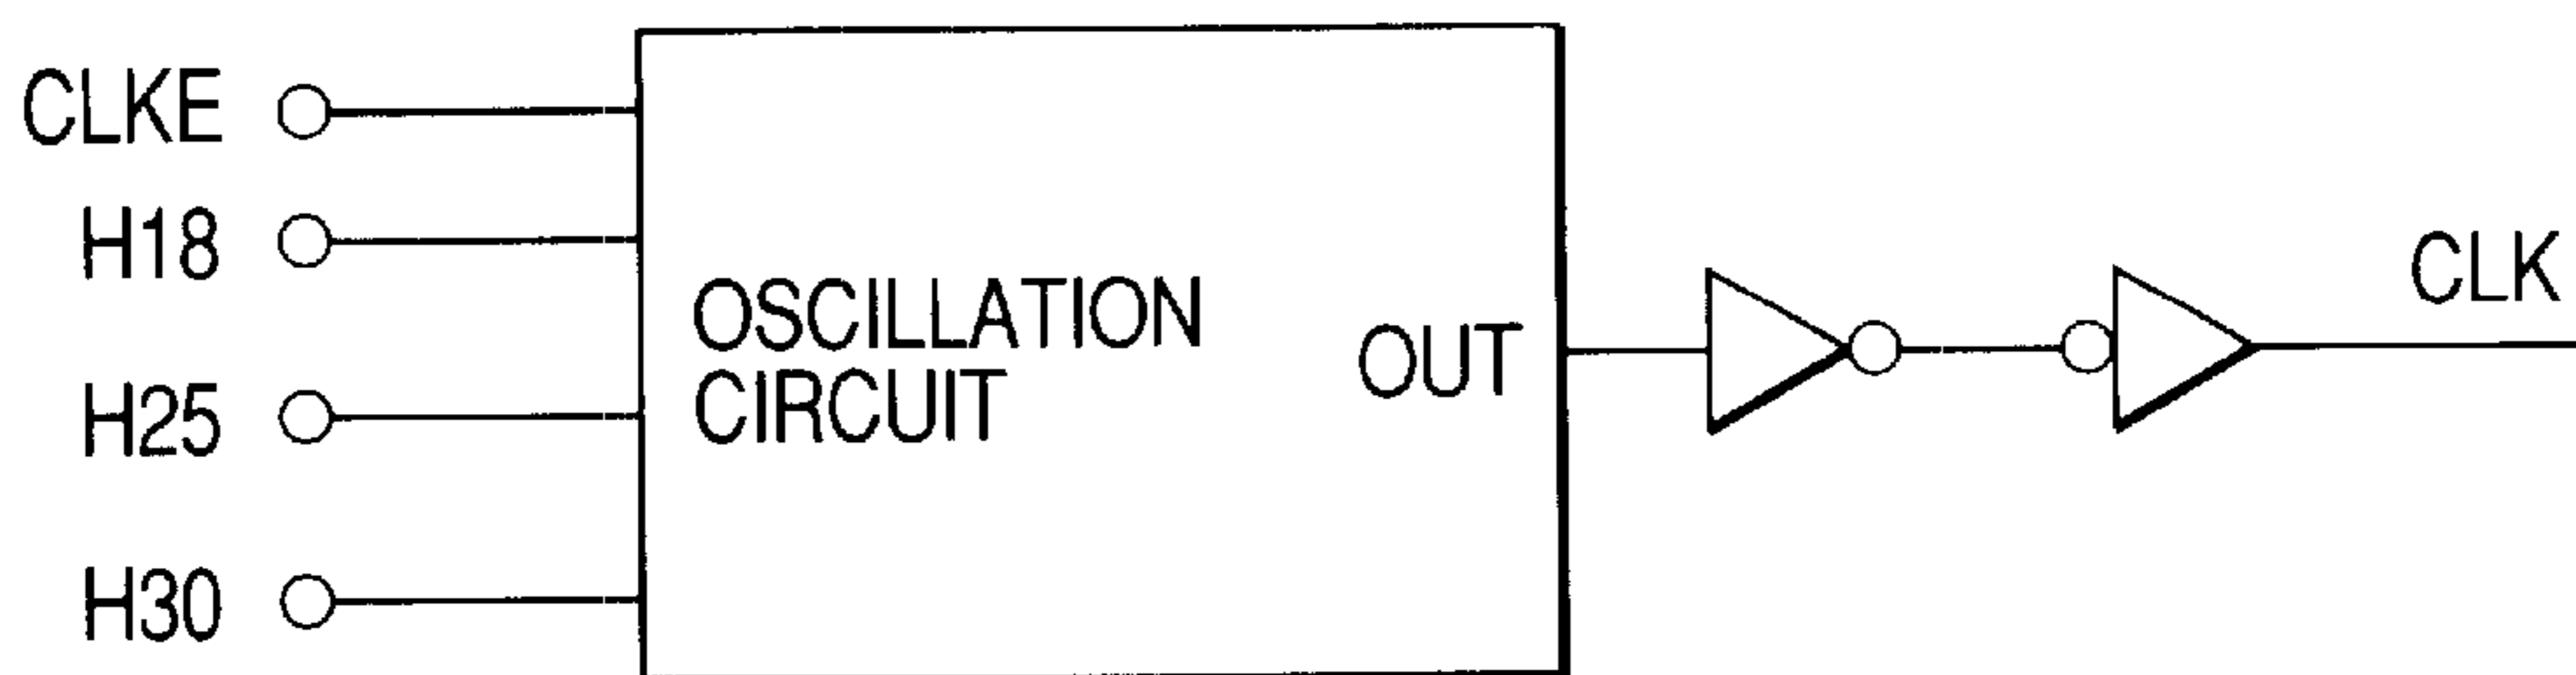 CLKE
H18
H25
H30
OSCILLATION
CIRCUIT
OUT
CLK